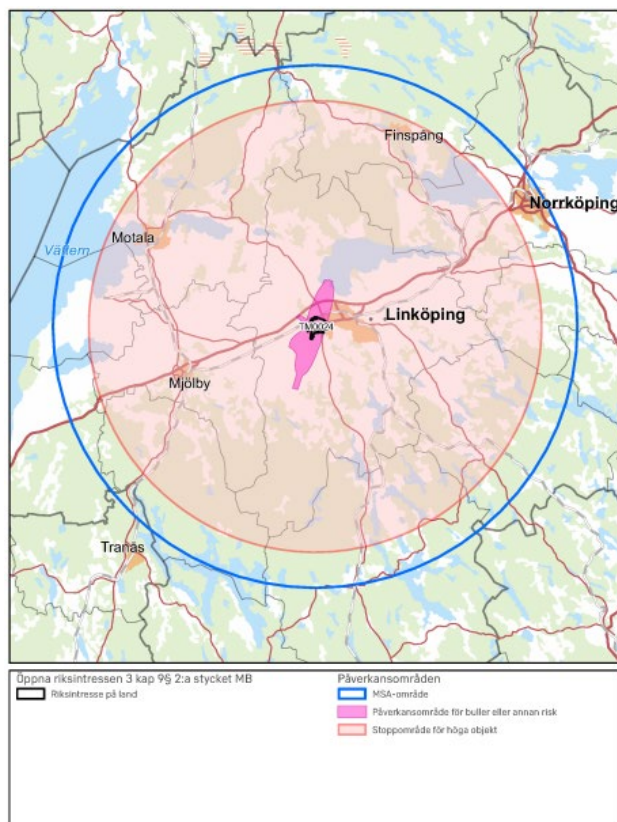 Finspång
Norrköping
Motala
Vättern
TM0024
Linköping
Mjölby
Tranås
Öppna riksintressen 3 kap 9§ 2:a stycket MB
Riksintresse på land
Påverkansområden
MSA-område
Påverkansområde för buller eller annan risk
Stoppområde för höga objekt